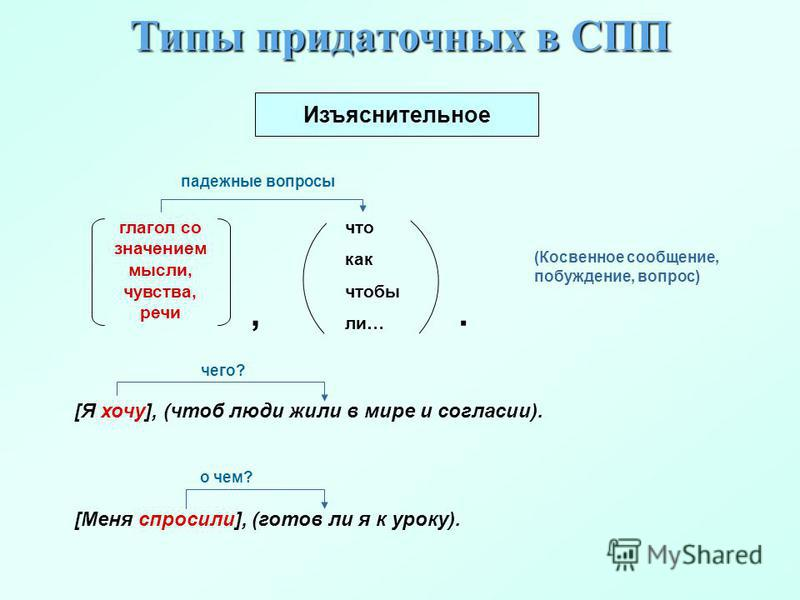 Типы придаточных в СПП
Изъяснительное
падежные вопросы
глагол со
значением
мысли,
чувства,
речи
,
что
как
чтобы
ли…
.
(Косвенное сообщение,
побуждение, вопрос)
чего?
[Я хочу], (чтоб люди жили в мире и согласии).
о чем?
[Меня спросили], (готов ли я к уроку).
MyShared